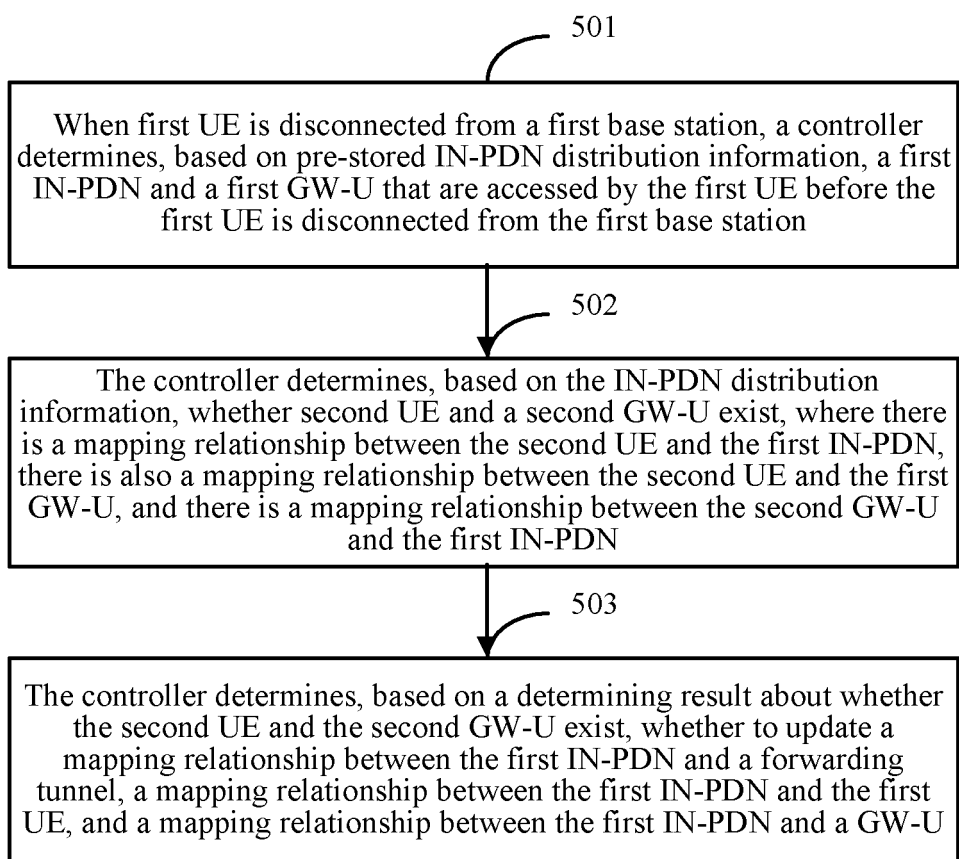 501
When first UE is disconnected from a first base station, a controller
determines, based on pre-stored IN-PDN distribution information, a first
IN-PDN and a first GW-U that are accessed by the first UE before the
first UE is disconnected from the first base station
502
The controller determines, based on the IN-PDN distribution
information, whether second UE and a second GW-U exist, where there
is a mapping relationship between the second UE and the first IN-PDN,
there is also a mapping relationship between the second UE and the first
GW-U, and there is a mapping relationship between the second GW-U
and the first IN-PDN
503
The controller determines, based on a determining result about whether
the second UE and the second GW-U exist, whether to update a
mapping relationship between the first IN-PDN and a forwarding
tunnel, a mapping relationship between the first IN-PDN and the first
UE, and a mapping relationship between the first IN-PDN and a GW-U